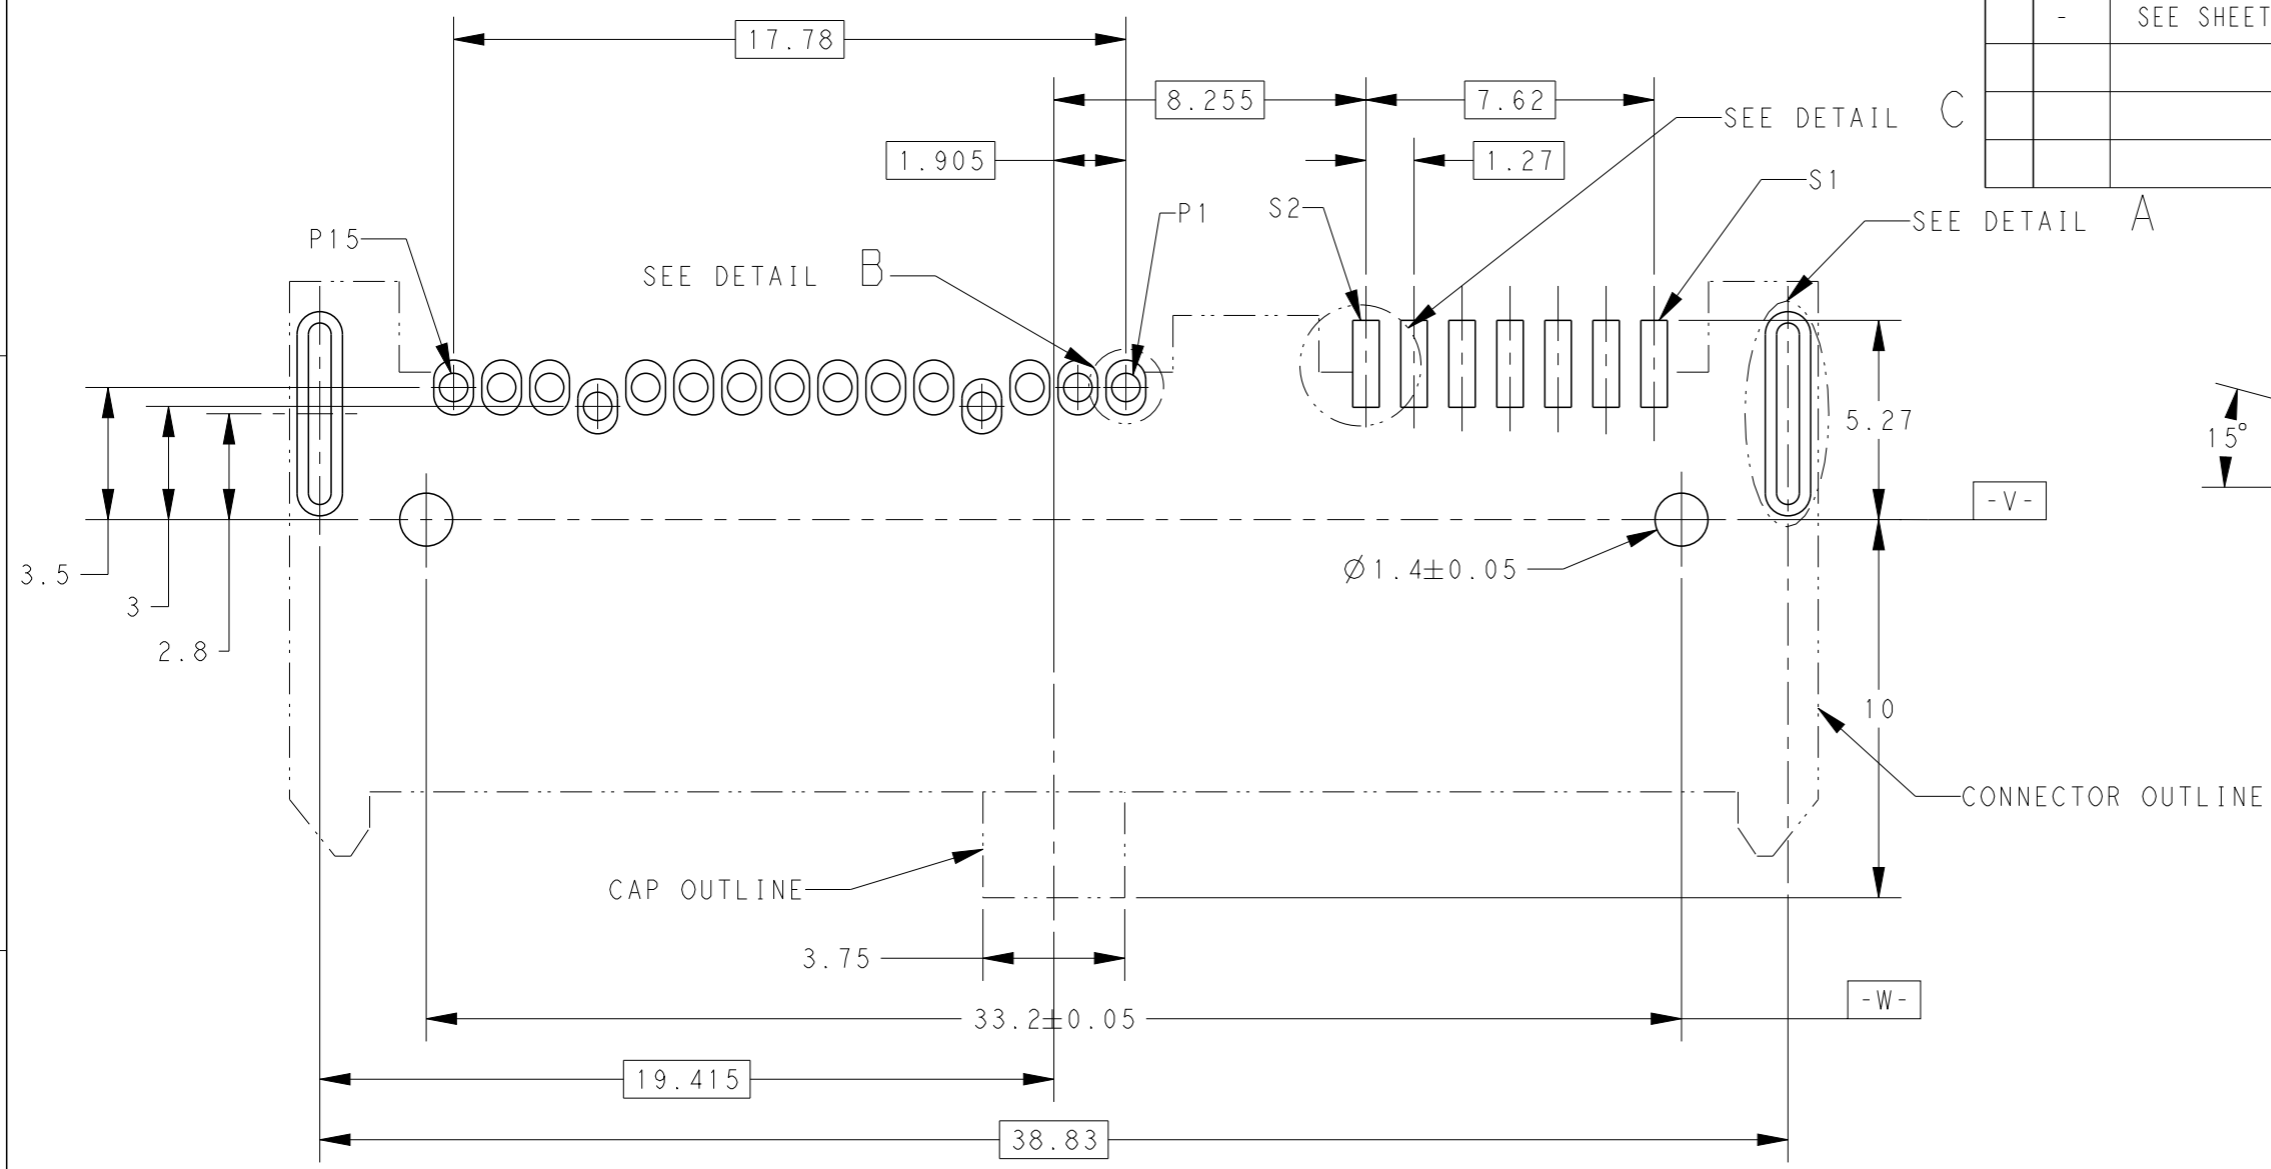 - SEE SHEET
17.78
8.255
7.62
SEE DETAIL C
1.905
1.27
S1
S2
P1
SEE DETAIL A
P15
SEE DETAIL B
5.27
15°
-V-
3.5
Ø1.4±0.05
3
2.8
10
CONNECTOR OUTLINE
CAP OUTLINE
3.75
-W-
33.2±0.05
19.415
38.83